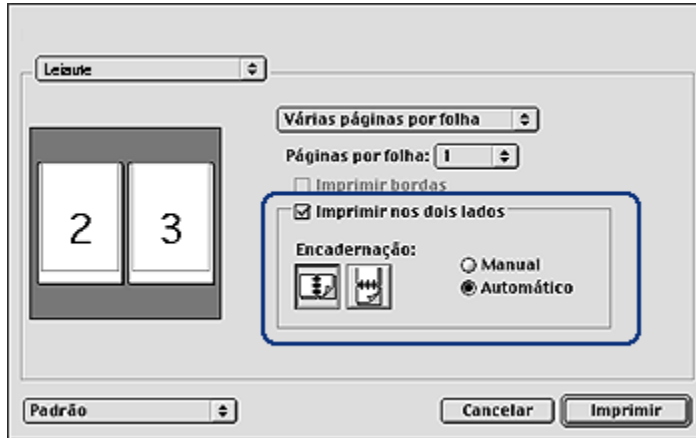 Leiaute
Várias páginas por folha
Páginas por folha: 1
Imprimir bordas
Imprimir nos dois lados
2 3
Encadernação:
Manual
Automático
Padrão
Cancelar Imprimir